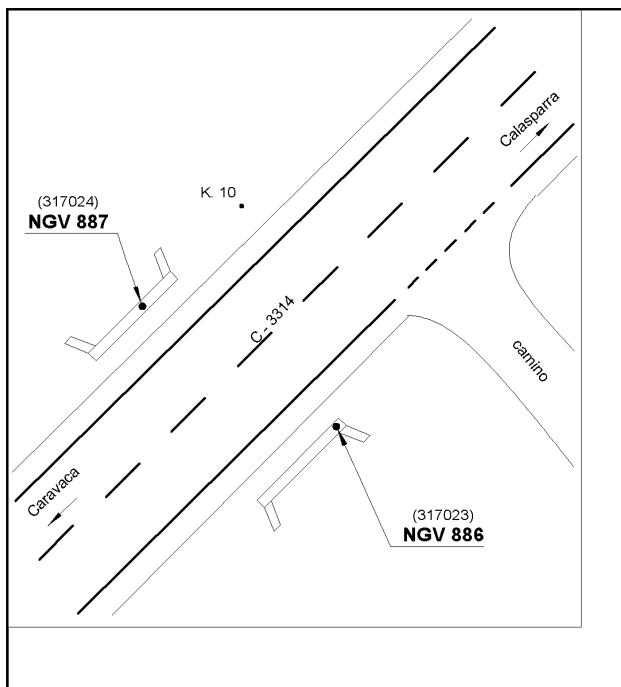 Calasparra
K. 10
(317024)
NGV 887
C - 3314
camino
Caravaca
(317023)
NGV 886